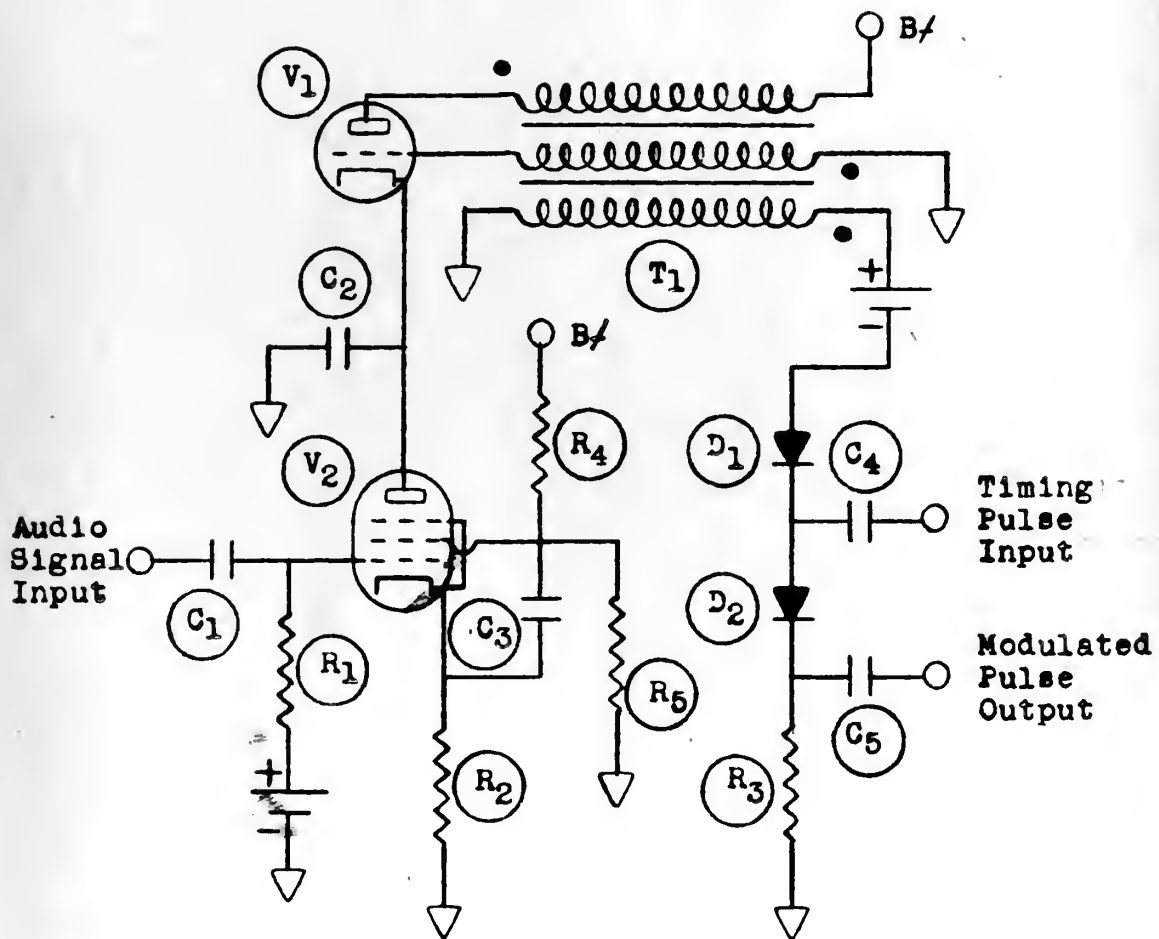 B+
V1
T1
C2
+
-
B+
R4
D1
C4
V2
Timing
Pulse
Input
Audio
Signal
Input
C1
C3
D2
R1
R5
Modulated
Pulse
Output
C5
+
-
R2
R3